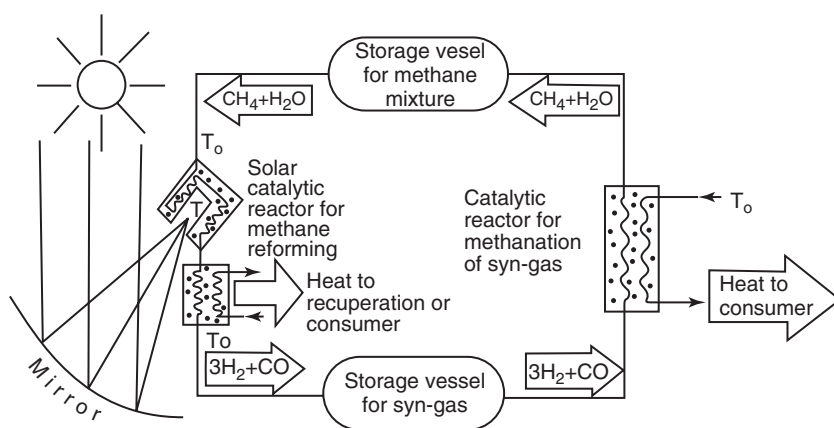 Storage vesel
for methane
mixture
CH₄+H₂O
CH₄+H₂O
Tₒ
Solar
catalytic
reactor for
methane
reforming
T
Catalytic
reactor for
methanation
of syn-gas
Tₒ
Heat to
recuperation or
consumer
Heat to
consumer
To
3H₂+CO
Storage vessel
for syn-gas
3H₂+CO
Mirror